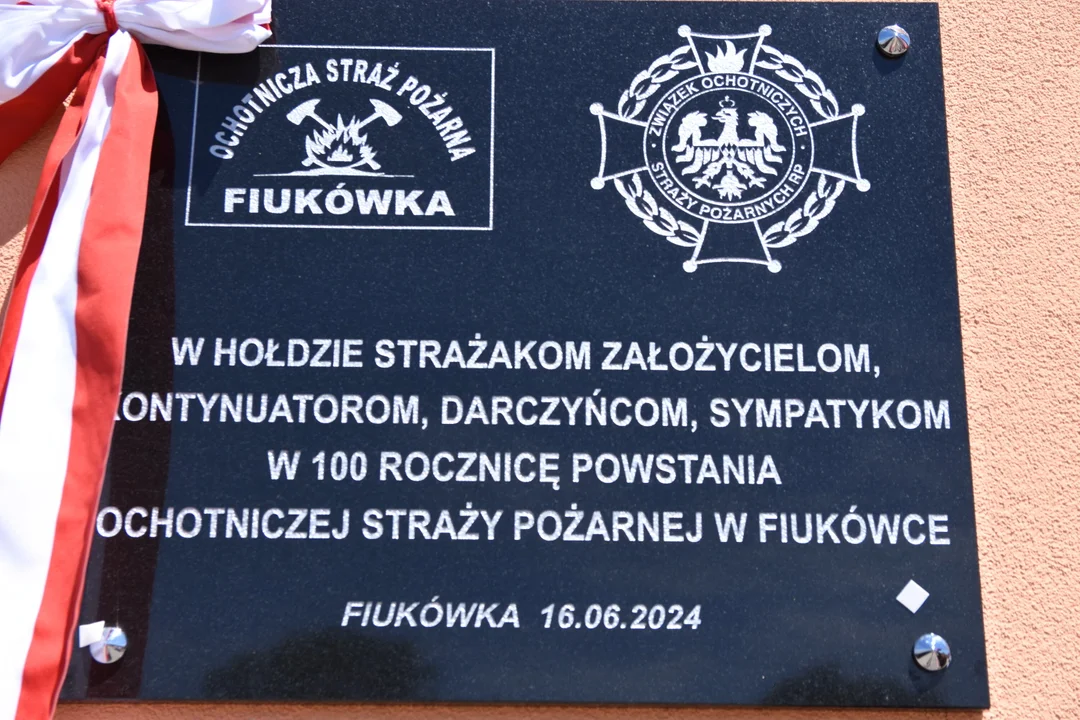 OCHOTNICZA STRAŻ POŻARNA
FIUKÓWKA
ZWIĄZEK OCHOTNICZYCH
STRAŻY POŻARNYCH RP
W HOŁDZIE STRAŻAKOM ZAŁOŻYCIELOM,
KONTYNUATOROM, DARCZYŃCOM, SYMPATYKOM
W 100 ROCZNICĘ POWSTANIA
OCHOTNICZEJ STRAŻY POŻARNEJ W FIUKÓWCE
FIUKÓWKA 16.06.2024